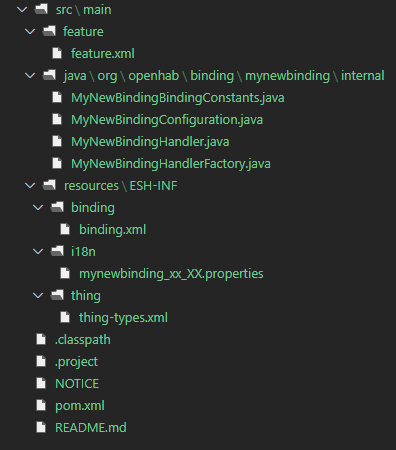 src \ main
feature
feature.xml
java \ org \ openhab \ binding \ mynewbinding \ internal
MyNewBindingBindingConstants.java
MyNewBindingConfiguration.java
MyNewBindingHandler.java
MyNewBindingHandlerFactory.java
resources \ ESH-INF
binding
binding.xml
i18n
mynewbinding_xx_XX.properties
thing
thing-types.xml
.classpath
.project
NOTICE
pom.xml
README.md